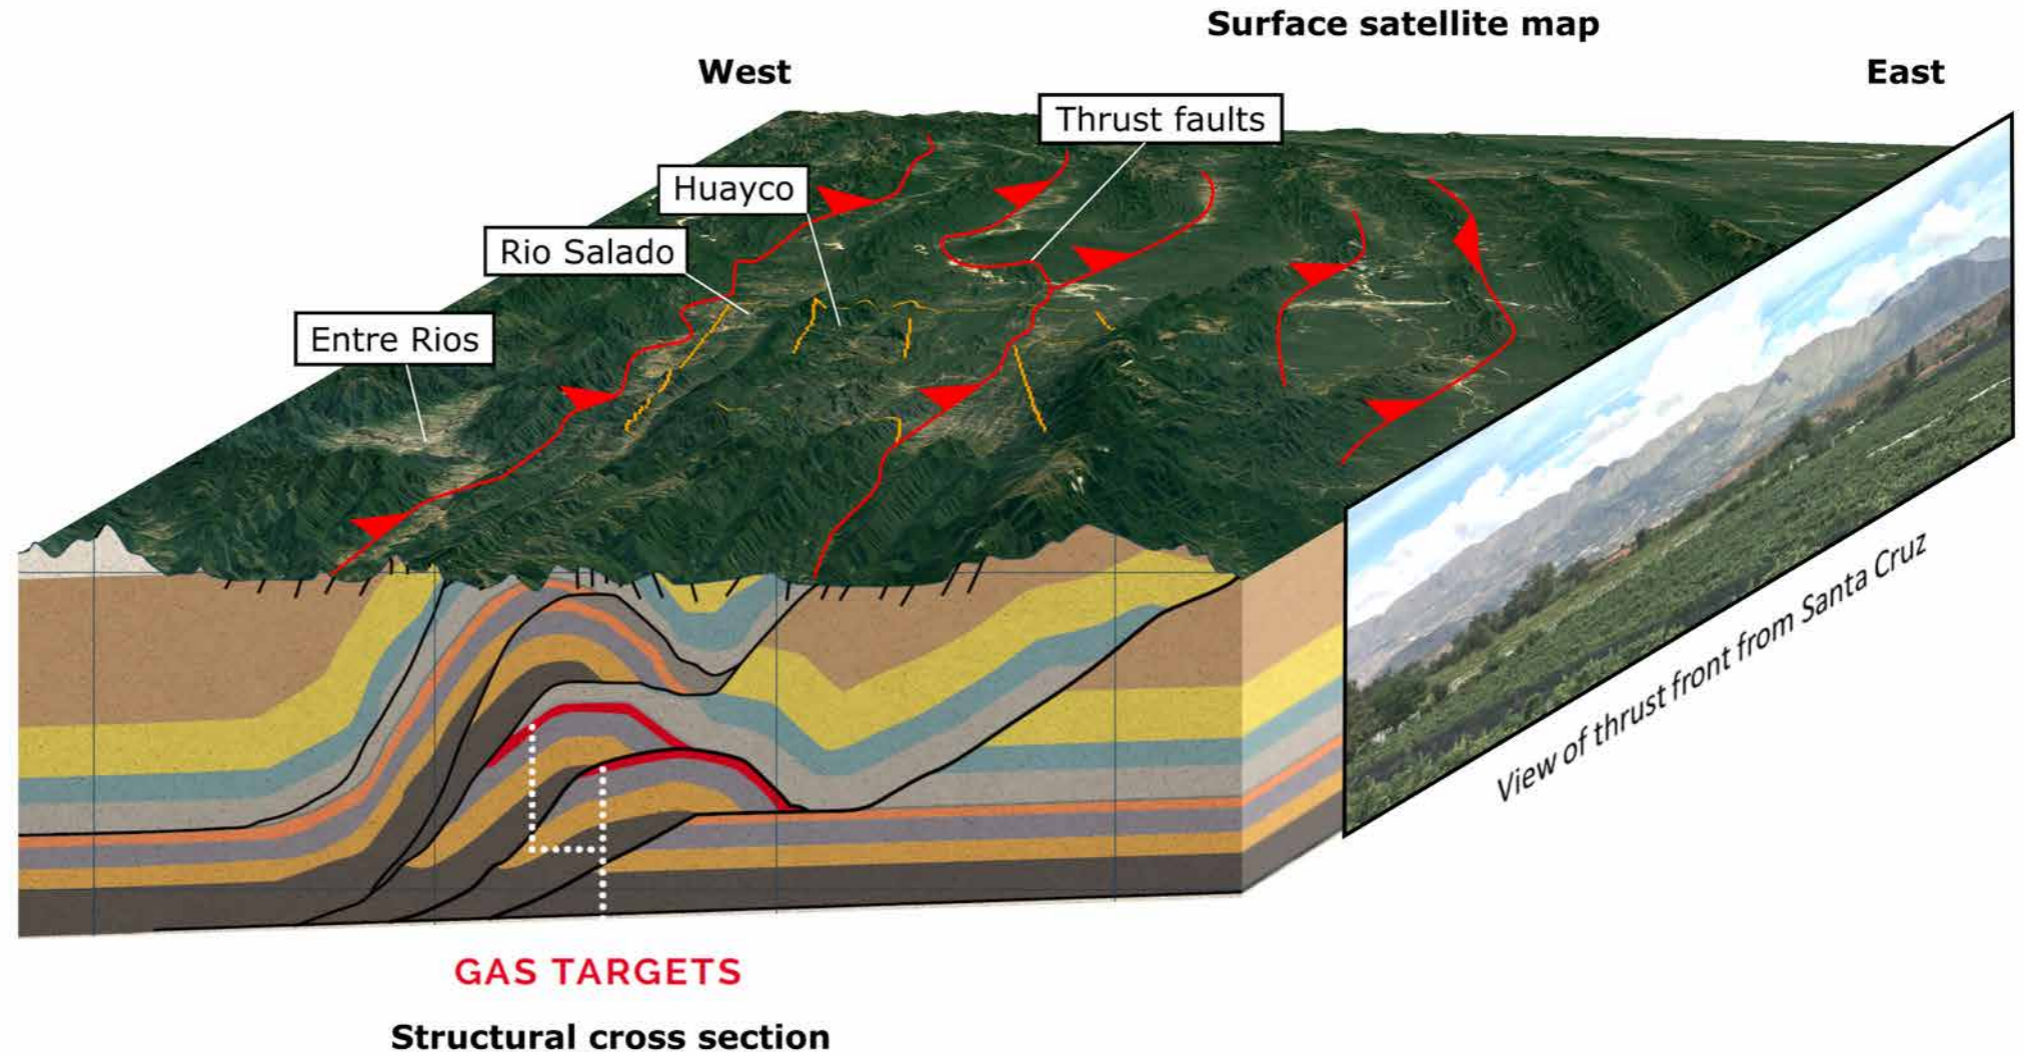 Surface satellite map
West
East
Thrust faults
Huayco
Rio Salado
Entre Rios
View of thrust front from Santa Cruz
GAS TARGETS
Structural cross section